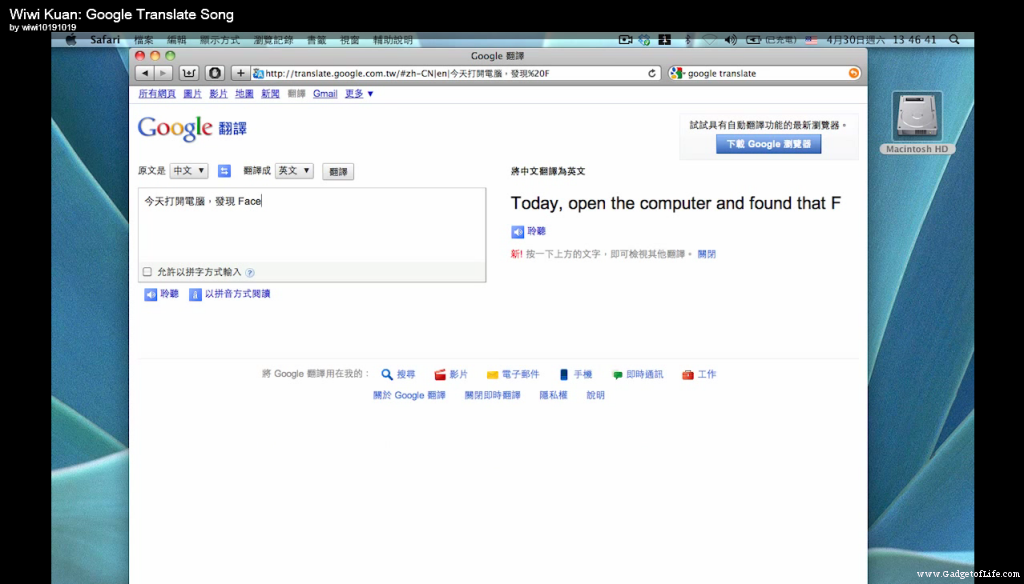 Wiwi Kuan: Google Translate Song
by wiwi10191019
Safari 檔案 編輯 顯示方式 瀏覽記錄 書籤 視窗 輔助說明 (已充電) 4月30日週六 13 46 41
Google 翻譯
http://translate.google.com.tw/#zh-CN|en|今天打開電腦，發現%20F
google translate
所有網頁 圖片 影片 地圖 新聞 翻譯 Gmail 更多 ▼
Google 翻譯
試試具有自動翻譯功能的最新瀏覽器。
下載 Google 瀏覽器
Macintosh HD
原文是 中文 ▼ 翻譯成 英文 ▼ 翻譯
將中文翻譯為英文
今天打開電腦，發現 Face
Today, open the computer and found that F
聆聽
新! 按一下上方的文字，即可檢視其他翻譯。 關閉
允許以拼字方式輸入 ?
聆聽 以拼音方式閱讀
將 Google 翻譯用在我的： 搜尋 影片 電子郵件 手機 即時通訊 工作
關於 Google 翻譯 關閉即時翻譯 隱私權 說明
www.GadgetofLife.com